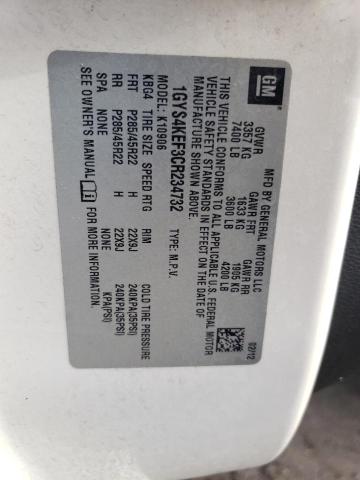 GM
MFD BY GENERAL MOTORS LLC
02/12
GVWR GAWR FRT GAWR RR
3357 KG 1633 KG 1905 KG
7400 LB 3600 LB 4200 LB
THIS VEHICLE CONFORMS TO ALL APPLICABLE U.S. FEDERAL MOTOR
VEHICLE SAFETY STANDARDS IN EFFECT ON THE DATE OF
MANUFACTURE SHOWN ABOVE.
1GYS4KEF3CR234732 TYPE: M.P.V.
MODEL: K10906
KBG4 TIRE SIZE SPEED RTG RIM COLD TIRE PRESSURE
FRT P285/45R22 H 22X9J 240KPA(35PSI)
RR P285/45R22 H 22X9J 240KPA(35PSI)
SPA NONE NONE KPA(PSI)
SEE OWNER'S MANUAL